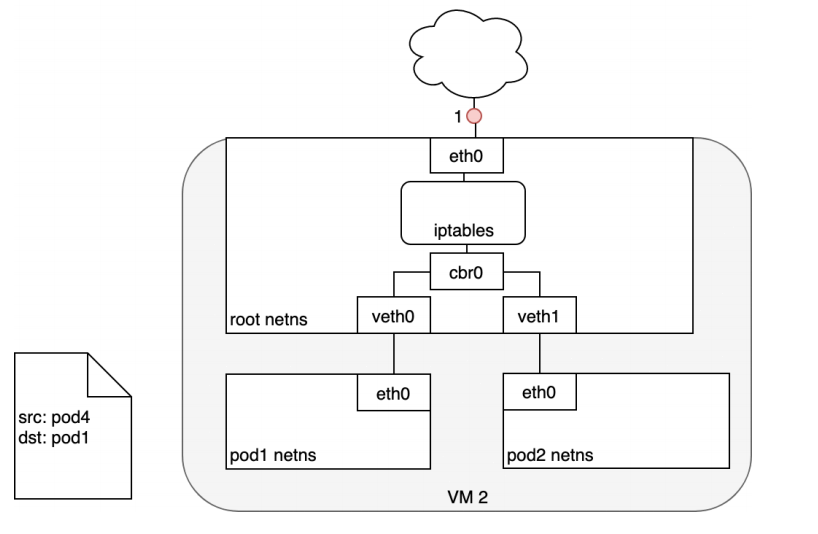 1
eth0
iptables
cbr0
veth0
veth1
root netns
eth0
eth0
pod1 netns
pod2 netns
src: pod4
dst: pod1
VM 2